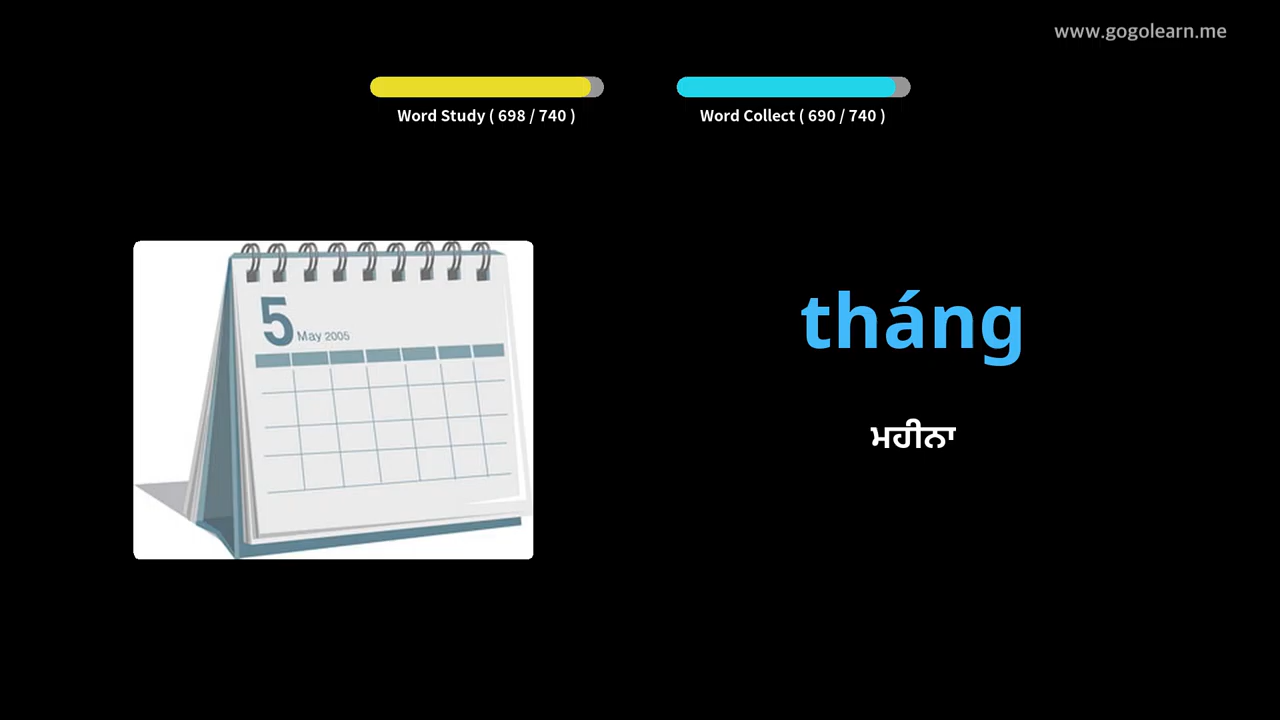 www.gogolearn.me
Word Study ( 698 / 740 )
Word Collect ( 690 / 740 )
5 May 2005
tháng
ਮਹੀਨਾ